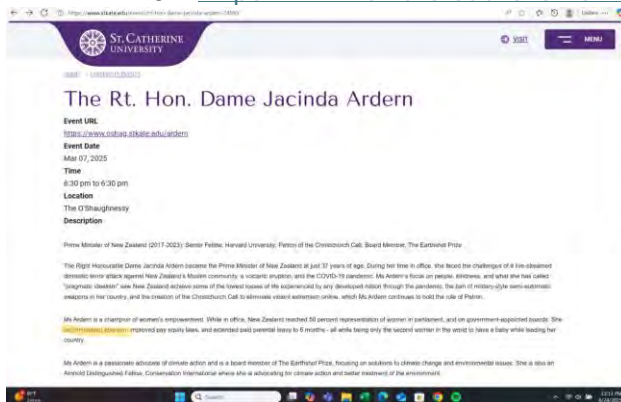 St. Catherine
University
VISIT
MENU
The Rt. Hon. Dame Jacinda Ardern
Event URL
https://www.oshag.stkate.edu/ardern
Event Date
Mar 07, 2025
Time
6:30 pm to 6:30 pm
Location
The O'Shaughnessy
Description
Prime Minister of New Zealand (2017-2023); Senior Fellow, Harvard University; Patron of the Christchurch Call; Board Member, The Earthshot Prize
The Right Honourable Dame Jacinda Ardern became the Prime Minister of New Zealand at just 37 years of age. During her time in office, she faced the challenges of a live-streamed
domestic terror attack against New Zealand's Muslim community, a volcanic eruption, and the COVID-19 pandemic. Ms Ardern's focus on people, kindness, and what she has called
"pragmatic idealism" saw New Zealand achieve some of the lowest losses of life experienced by any developed nation through the pandemic, the ban of military-style semi-automatic
weapons in her country, and the creation of the Christchurch Call to eliminate violent extremism online, which Ms Ardern continues to hold the role of Patron.
Ms Ardern is a champion of women's empowerment. While in office, New Zealand reached 50 percent representation of women in parliament, and on government-appointed boards. She
decriminalised abortion, improved pay equity laws, and extended paid parental leave to 6 months - all while being only the second woman in the world to have a baby while leading her
country.
Ms Ardern is a passionate advocate of climate action and is a board member of The Earthshot Prize, focusing on solutions to climate change and environmental issues. She is also an
Arnhold Distinguished Fellow, Conservation International where she is advocating for climate action and better treatment of the environment.
Search